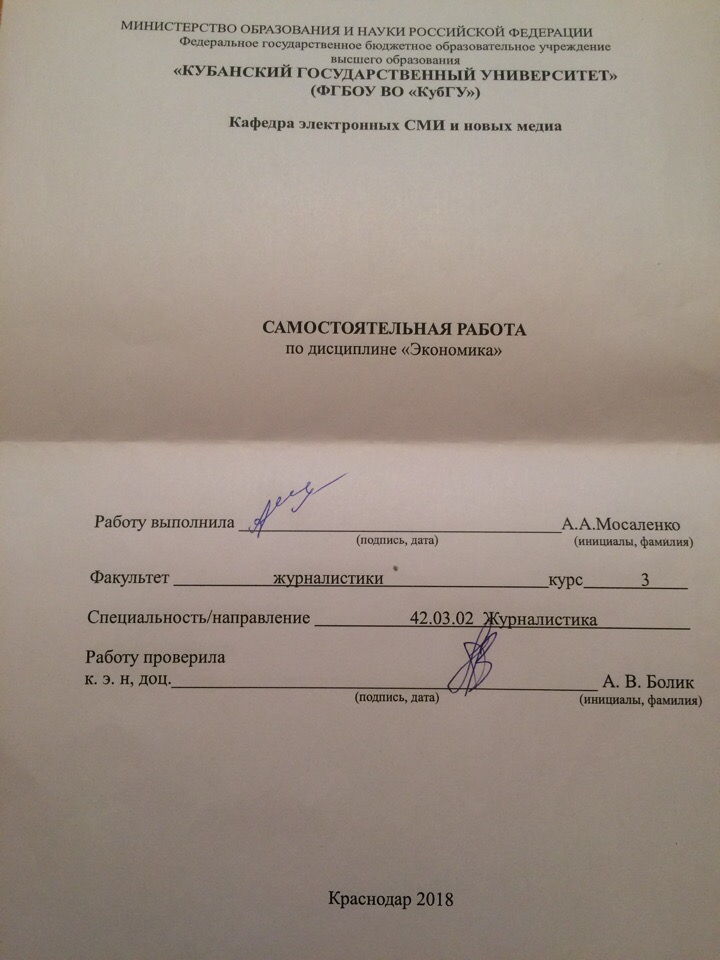 МИНИСТЕРСТВО ОБРАЗОВАНИЯ И НАУКИ РОССИЙСКОЙ ФЕДЕРАЦИИ
Федеральное государственное бюджетное образовательное учреждение
высшего образования
«КУБАНСКИЙ ГОСУДАРСТВЕННЫЙ УНИВЕРСИТЕТ»
(ФГБОУ ВО «КубГУ»)
Кафедра электронных СМИ и новых медиа
САМОСТОЯТЕЛЬНАЯ РАБОТА
по дисциплине «Экономика»
Работу выполнила А.А.Мосаленко
(подпись, дата) (инициалы, фамилия)
Факультет журналистики курс 3
Специальность/направление 42.03.02 Журналистика
Работу проверила
к. э. н, доц. А. В. Болик
(подпись, дата) (инициалы, фамилия)
Краснодар 2018